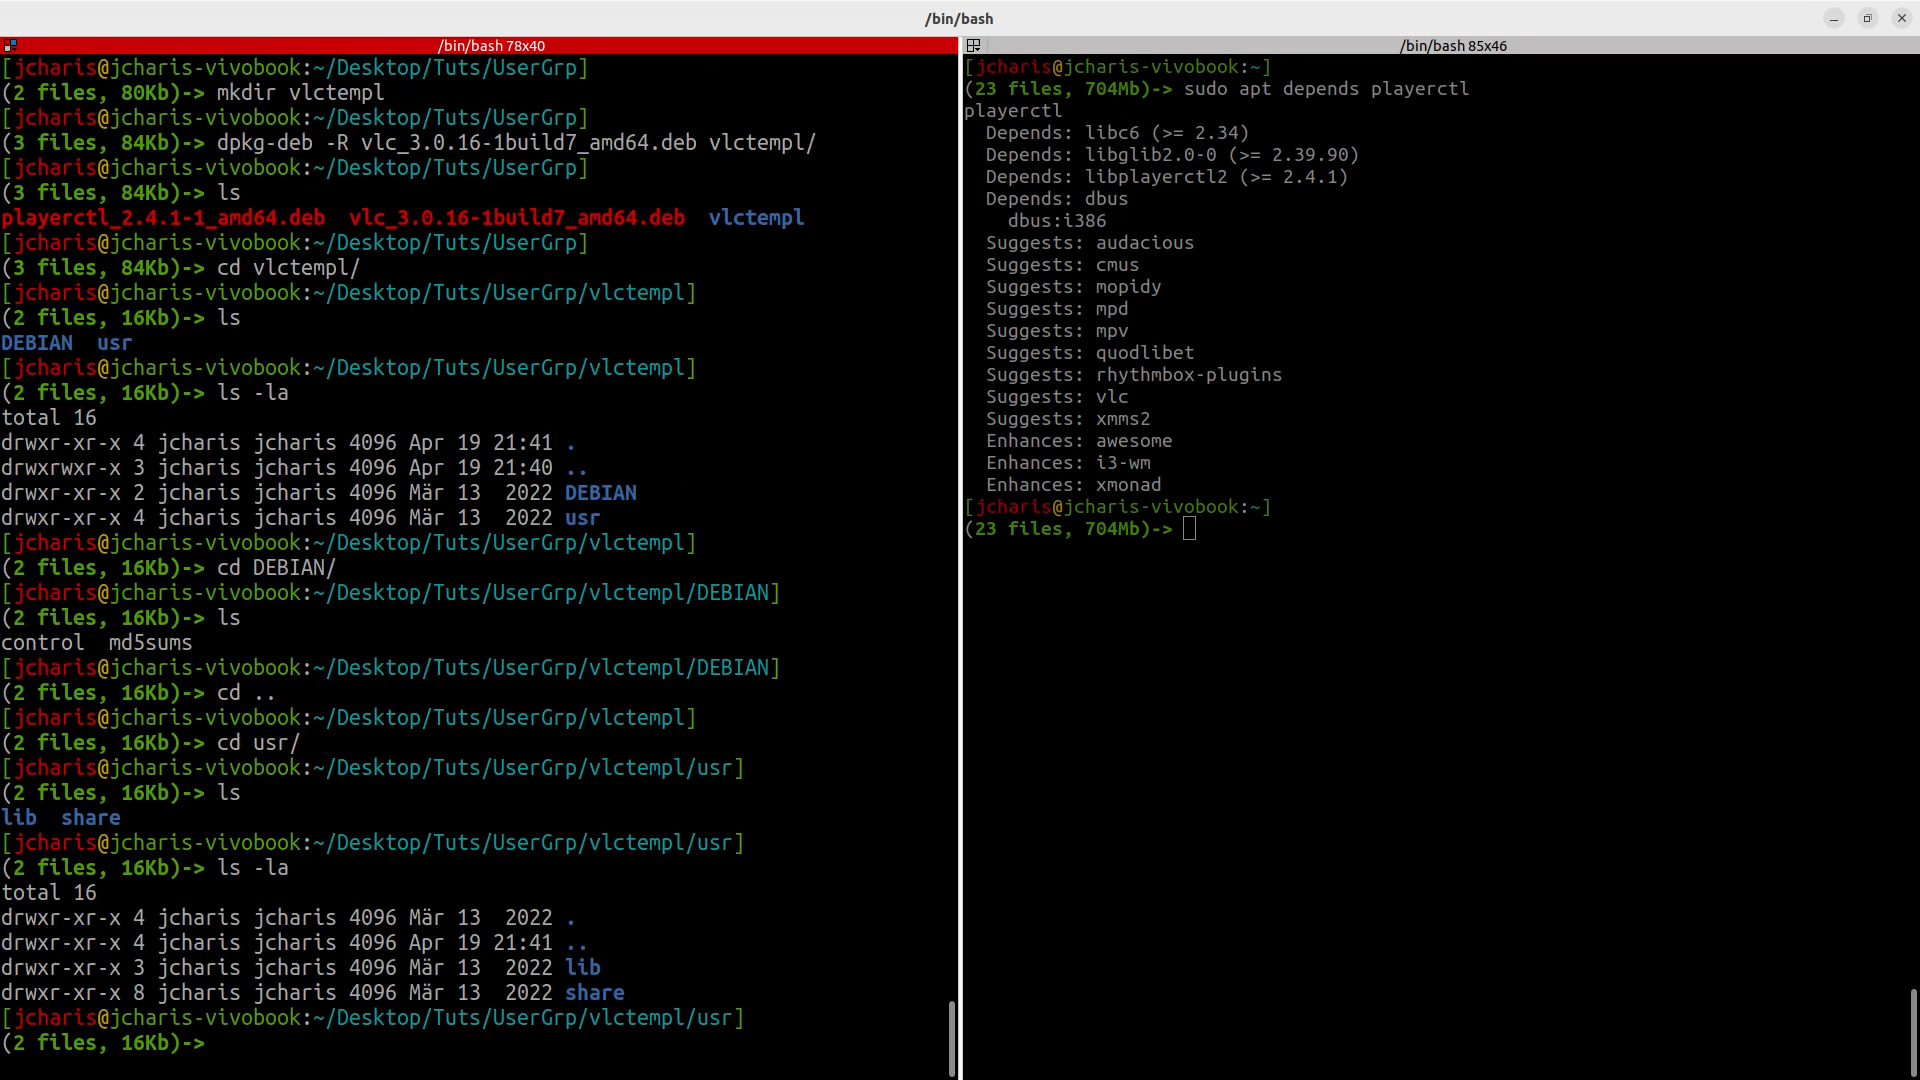 /bin/bash
/bin/bash 78x40
[jcharis@jcharis-vivobook:~/Desktop/Tuts/UserGrp]
(2 files, 80Kb)-> mkdir vlctempl
[jcharis@jcharis-vivobook:~/Desktop/Tuts/UserGrp]
(3 files, 84Kb)-> dpkg-deb -R vlc_3.0.16-1build7_amd64.deb vlctempl/
[jcharis@jcharis-vivobook:~/Desktop/Tuts/UserGrp]
(3 files, 84Kb)-> ls
playerctl_2.4.1-1_amd64.deb  vlc_3.0.16-1build7_amd64.deb  vlctempl
[jcharis@jcharis-vivobook:~/Desktop/Tuts/UserGrp]
(3 files, 84Kb)-> cd vlctempl/
[jcharis@jcharis-vivobook:~/Desktop/Tuts/UserGrp/vlctempl]
(2 files, 16Kb)-> ls
DEBIAN  usr
[jcharis@jcharis-vivobook:~/Desktop/Tuts/UserGrp/vlctempl]
(2 files, 16Kb)-> ls -la
total 16
drwxr-xr-x 4 jcharis jcharis 4096 Apr 19 21:41 .
drwxrwxr-x 3 jcharis jcharis 4096 Apr 19 21:40 ..
drwxr-xr-x 2 jcharis jcharis 4096 Mär 13  2022 DEBIAN
drwxr-xr-x 4 jcharis jcharis 4096 Mär 13  2022 usr
[jcharis@jcharis-vivobook:~/Desktop/Tuts/UserGrp/vlctempl]
(2 files, 16Kb)-> cd DEBIAN/
[jcharis@jcharis-vivobook:~/Desktop/Tuts/UserGrp/vlctempl/DEBIAN]
(2 files, 16Kb)-> ls
control  md5sums
[jcharis@jcharis-vivobook:~/Desktop/Tuts/UserGrp/vlctempl/DEBIAN]
(2 files, 16Kb)-> cd ..
[jcharis@jcharis-vivobook:~/Desktop/Tuts/UserGrp/vlctempl]
(2 files, 16Kb)-> cd usr/
[jcharis@jcharis-vivobook:~/Desktop/Tuts/UserGrp/vlctempl/usr]
(2 files, 16Kb)-> ls
lib  share
[jcharis@jcharis-vivobook:~/Desktop/Tuts/UserGrp/vlctempl/usr]
(2 files, 16Kb)-> ls -la
total 16
drwxr-xr-x 4 jcharis jcharis 4096 Mär 13  2022 .
drwxr-xr-x 4 jcharis jcharis 4096 Apr 19 21:41 ..
drwxr-xr-x 3 jcharis jcharis 4096 Mär 13  2022 lib
drwxr-xr-x 8 jcharis jcharis 4096 Mär 13  2022 share
[jcharis@jcharis-vivobook:~/Desktop/Tuts/UserGrp/vlctempl/usr]
(2 files, 16Kb)->
/bin/bash 85x46
[jcharis@jcharis-vivobook:~]
(23 files, 704Mb)-> sudo apt depends playerctl
playerctl
  Depends: libc6 (>= 2.34)
  Depends: libglib2.0-0 (>= 2.39.90)
  Depends: libplayerctl2 (>= 2.4.1)
  Depends: dbus
    dbus:i386
  Suggests: audacious
  Suggests: cmus
  Suggests: mopidy
  Suggests: mpd
  Suggests: mpv
  Suggests: quodlibet
  Suggests: rhythmbox-plugins
  Suggests: vlc
  Suggests: xmms2
  Enhances: awesome
  Enhances: i3-wm
  Enhances: xmonad
[jcharis@jcharis-vivobook:~]
(23 files, 704Mb)->